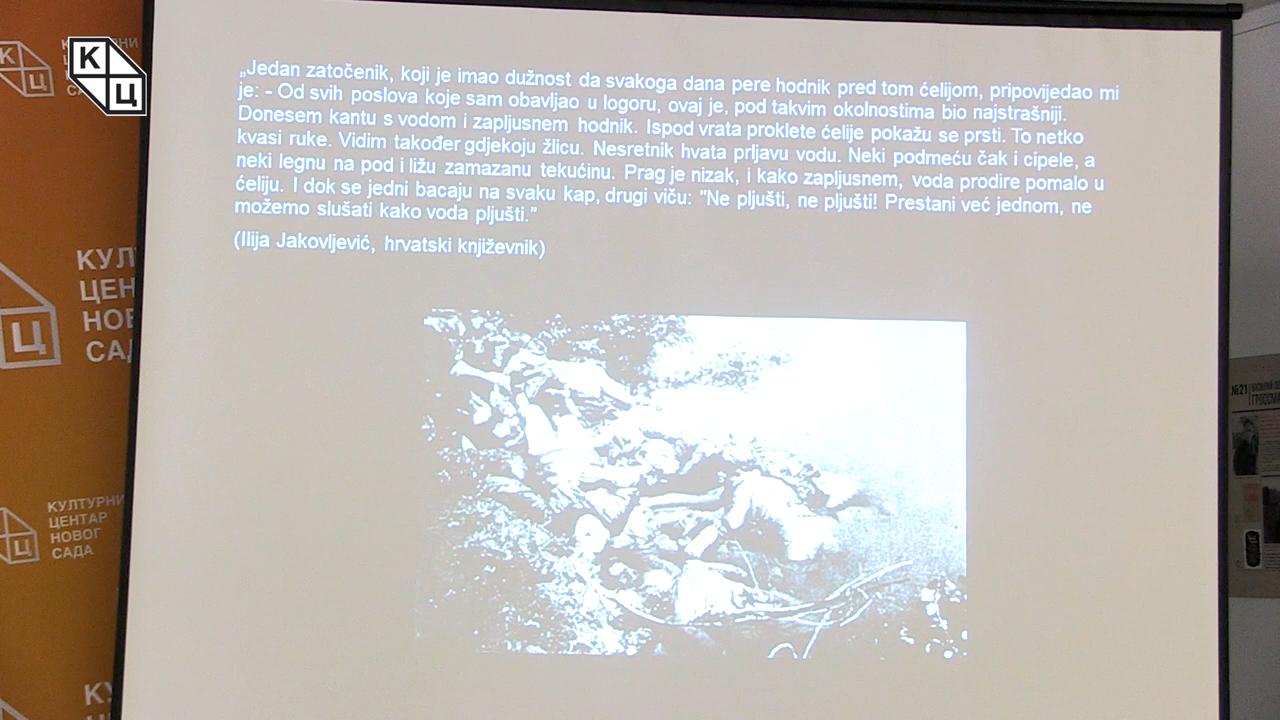 К
Ц
„Jedan zatočenik, koji je imao dužnost da svakoga dana pere hodnik pred tom ćelijom, pripovijedao mi
je: - Od svih poslova koje sam obavljao u logoru, ovaj je, pod takvim okolnostima bio najstrašniji.
Donesem kantu s vodom i zapljusnem hodnik. Ispod vrata proklete ćelije pokažu se prsti. To netko
kvasi ruke. Vidim također gdjekoju žlicu. Nesretnik hvata prljavu vodu. Neki podmeću čak i cipele, a
neki legnu na pod i ližu zamazanu tekućinu. Prag je nizak, i kako zapljusnem, voda prodire pomalo u
ćeliju. I dok se jedni bacaju na svaku kap, drugi viču: "Ne pljušti, ne pljušti! Prestani već jednom, ne
možemo slušati kako voda pljušti."
(Ilija Jakovljević, hrvatski književnik)
К
Ц
Ц
КУЛТУРНИ
ЦЕНТАР
НОВОГ
САДА
Ц
№21